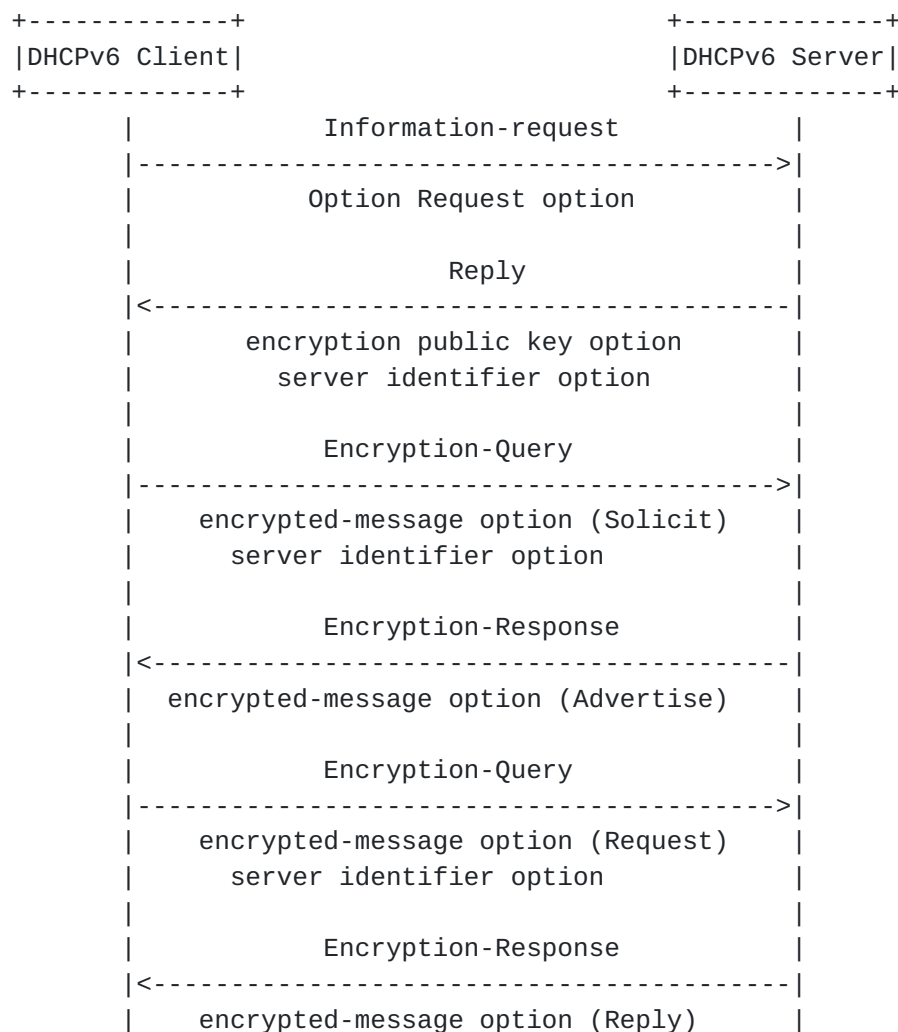 +-------------+                           +-------------+
|DHCPv6 Client|                           |DHCPv6 Server|
+-------------+                           +-------------+
       |            Information-request           |
       |----------------------------------------->|
       |           Option Request option          |
       |                                          |
       |                    Reply                 |
       |<-----------------------------------------|
       |       encryption public key option       |
       |         server identifier option         |
       |                                          |
       |            Encryption-Query              |
       |----------------------------------------->|
       |    encrypted-message option (Solicit)    |
       |      server identifier option            |
       |                                          |
       |            Encryption-Response           |
       |<-----------------------------------------|
       |  encrypted-message option (Advertise)    |
       |                                          |
       |            Encryption-Query              |
       |----------------------------------------->|
       |    encrypted-message option (Request)    |
       |      server identifier option            |
       |                                          |
       |            Encryption-Response           |
       |<-----------------------------------------|
       |    encrypted-message option (Reply)      |